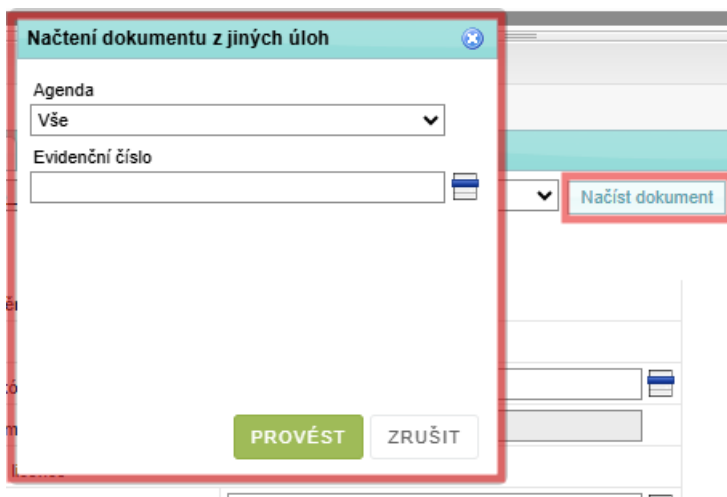 Načtení dokumentu z jiných úloh
Agenda
Vše
Evidenční číslo
Načíst dokument
PROVÉST
ZRUŠIT